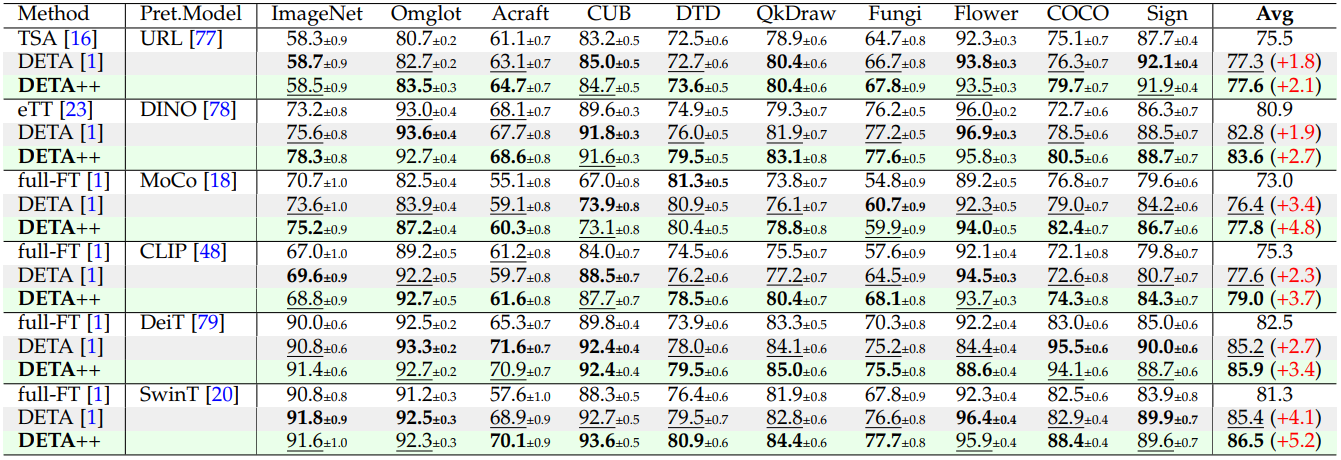 Method Pret.Model ImageNet Omglot Acraft CUB DTD QkDraw Fungi Flower COCO Sign Avg
TSA [16] URL [77] 58.3±0.9 80.7±0.2 61.1±0.7 83.2±0.5 72.5±0.6 78.9±0.6 64.7±0.8 92.3±0.3 75.1±0.7 87.7±0.4 75.5
DETA [1] 58.7±0.9 82.7±0.2 63.1±0.7 85.0±0.5 72.7±0.6 80.4±0.6 66.7±0.8 93.8±0.3 76.3±0.7 92.1±0.4 77.3 (+1.8)
DETA++ 58.5±0.9 83.5±0.3 64.7±0.7 84.7±0.5 73.6±0.5 80.4±0.6 67.8±0.9 93.5±0.3 79.7±0.7 91.9±0.4 77.6 (+2.1)
eTT [23] DINO [78] 73.2±0.8 93.0±0.4 68.1±0.7 89.6±0.3 74.9±0.5 79.3±0.7 76.2±0.5 96.0±0.2 72.7±0.6 86.3±0.7 80.9
DETA [1] 75.6±0.8 93.6±0.4 67.7±0.8 91.8±0.3 76.0±0.5 81.9±0.7 77.2±0.5 96.9±0.3 78.5±0.6 88.5±0.7 82.8 (+1.9)
DETA++ 78.3±0.8 92.7±0.4 68.6±0.8 91.6±0.3 79.5±0.5 83.1±0.8 77.6±0.5 95.8±0.3 80.5±0.6 88.7±0.7 83.6 (+2.7)
full-FT [1] MoCo [18] 70.7±1.0 82.5±0.4 55.1±0.8 67.0±0.8 81.3±0.5 73.8±0.7 54.8±0.9 89.2±0.5 76.8±0.7 79.6±0.6 73.0
DETA [1] 73.6±1.0 83.9±0.4 59.1±0.8 73.9±0.8 80.9±0.5 76.1±0.7 60.7±0.9 92.3±0.5 79.0±0.7 84.2±0.6 76.4 (+3.4)
DETA++ 75.2±0.9 87.2±0.4 60.3±0.8 73.1±0.8 80.4±0.5 78.8±0.8 59.9±0.9 94.0±0.5 82.4±0.7 86.7±0.6 77.8 (+4.8)
full-FT [1] CLIP [48] 67.0±1.0 89.2±0.5 61.2±0.8 84.0±0.7 74.5±0.6 75.5±0.7 57.6±0.9 92.1±0.4 72.1±0.8 79.8±0.7 75.3
DETA [1] 69.6±0.9 92.2±0.5 59.7±0.8 88.5±0.7 76.2±0.6 77.2±0.7 64.5±0.9 94.5±0.3 72.6±0.8 80.7±0.7 77.6 (+2.3)
DETA++ 68.8±0.9 92.7±0.5 61.6±0.8 87.7±0.7 78.5±0.6 80.4±0.7 68.1±0.8 93.7±0.3 74.3±0.8 84.3±0.7 79.0 (+3.7)
full-FT [1] DeiT [79] 90.0±0.6 92.5±0.2 65.3±0.7 89.8±0.4 73.9±0.6 83.3±0.5 70.3±0.8 92.2±0.4 83.0±0.6 85.0±0.6 82.5
DETA [1] 90.8±0.6 93.3±0.2 71.6±0.7 92.4±0.4 78.0±0.6 84.1±0.6 75.2±0.8 84.4±0.4 95.5±0.6 90.0±0.6 85.2 (+2.7)
DETA++ 91.4±0.6 92.7±0.2 70.9±0.7 92.4±0.4 79.5±0.6 85.0±0.6 75.5±0.8 88.6±0.4 94.1±0.6 88.7±0.6 85.9 (+3.4)
full-FT [1] SwinT [20] 90.8±0.8 91.2±0.3 57.6±1.0 88.3±0.5 76.4±0.6 81.9±0.8 67.8±0.9 92.3±0.4 82.5±0.6 83.9±0.8 81.3
DETA [1] 91.8±0.9 92.5±0.3 68.9±0.9 92.7±0.5 79.5±0.7 82.8±0.6 76.6±0.8 96.4±0.4 82.9±0.4 89.9±0.7 85.4 (+4.1)
DETA++ 91.6±1.0 92.3±0.3 70.1±0.9 93.6±0.5 80.9±0.6 84.4±0.6 77.7±0.8 95.9±0.4 88.4±0.4 89.6±0.7 86.5 (+5.2)